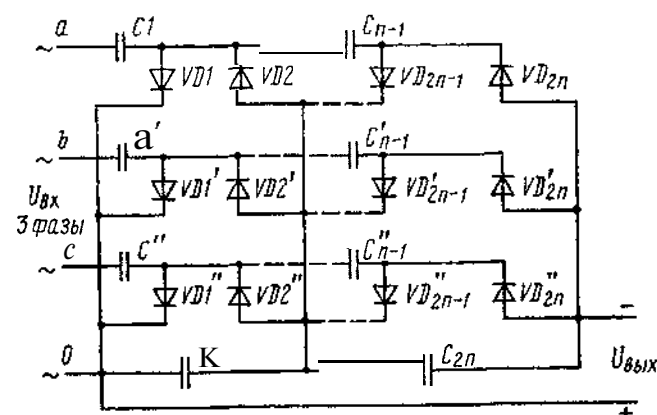 a C1 Cn-1
~ VD1 VD2 VD2n-1 VD2n
b a' C'n-1
~ VD1' VD2' VD'2n-1 VD'2n
Uвх
3 фазы
c C" C"n-1
~ VD1" VD2" VD"2n-1 VD"2n
−
0 K C2n Uвых
~
+